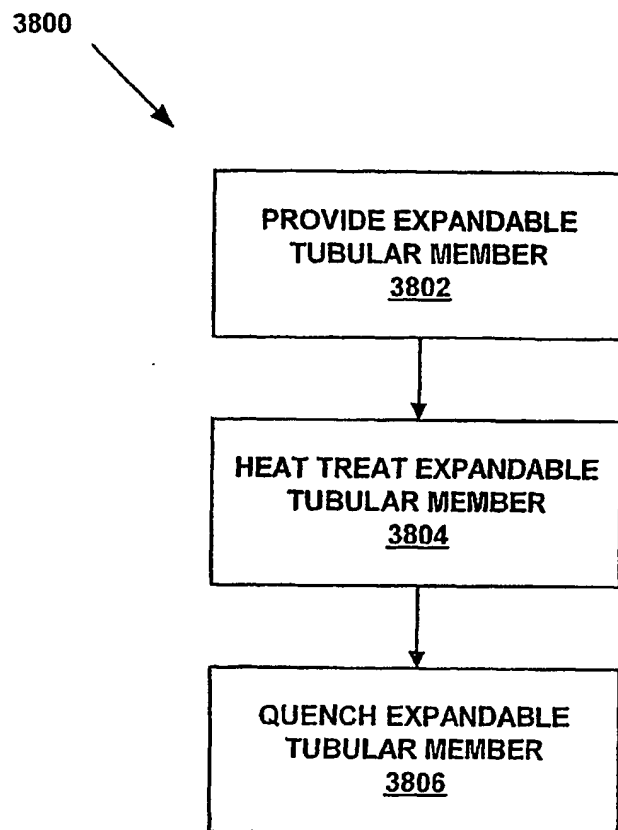 3800
PROVIDE EXPANDABLE
TUBULAR MEMBER
3802
HEAT TREAT EXPANDABLE
TUBULAR MEMBER
3804
QUENCH EXPANDABLE
TUBULAR MEMBER
3806